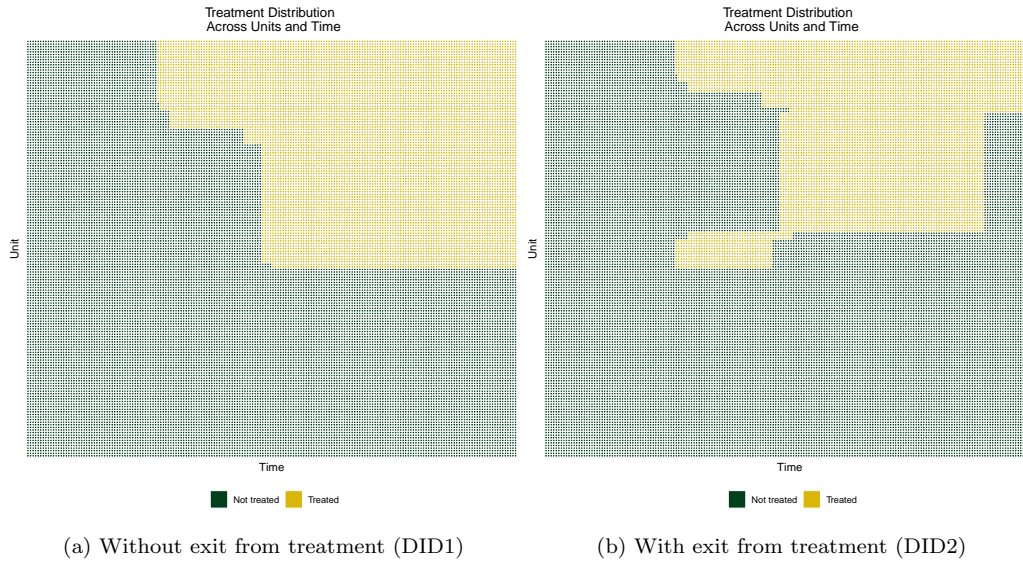 Treatment Distribution
Across Units and Time
Unit
Time
Not treated
Treated
(a) Without exit from treatment (DID1)
Treatment Distribution
Across Units and Time
Unit
Time
Not treated
Treated
(b) With exit from treatment (DID2)